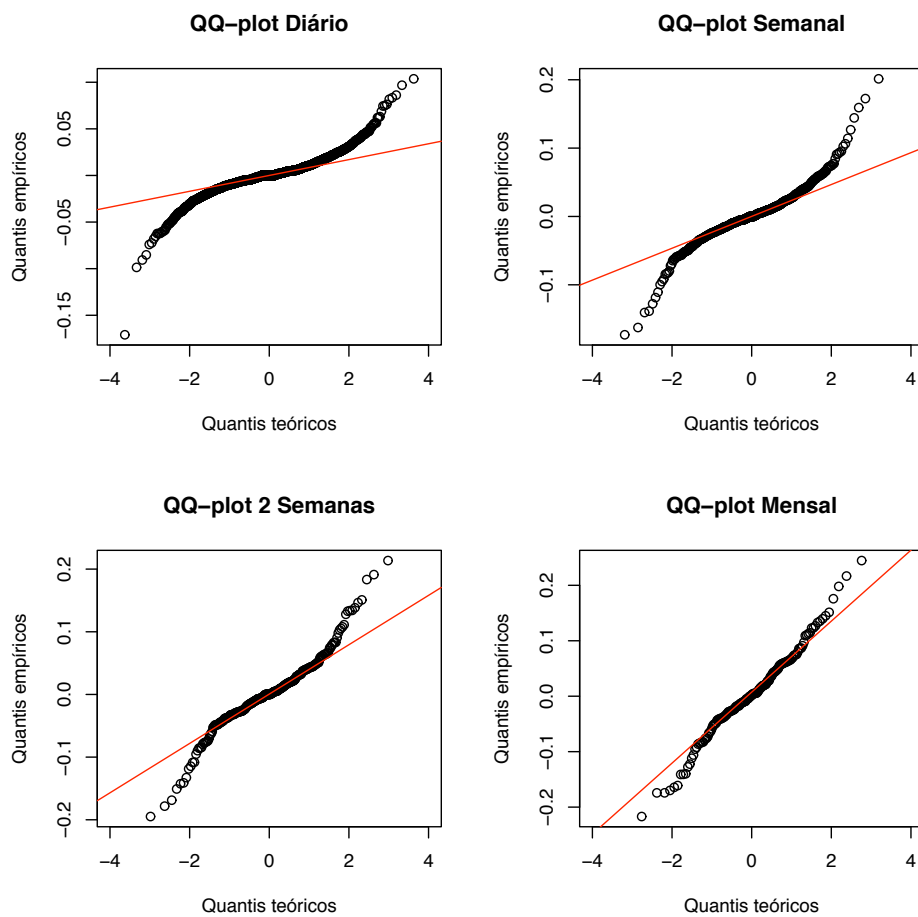 QQ−plot Diário
Quantis empíricos
0.05
−0.05
−0.15
−4 −2 0 2 4
Quantis teóricos
QQ−plot Semanal
Quantis empíricos
0.2
0.1
0.0
−0.1
−4 −2 0 2 4
Quantis teóricos
QQ−plot 2 Semanas
Quantis empíricos
0.2
0.1
0.0
−0.1
−0.2
−4 −2 0 2 4
Quantis teóricos
QQ−plot Mensal
Quantis empíricos
0.2
0.1
0.0
−0.1
−0.2
−4 −2 0 2 4
Quantis teóricos